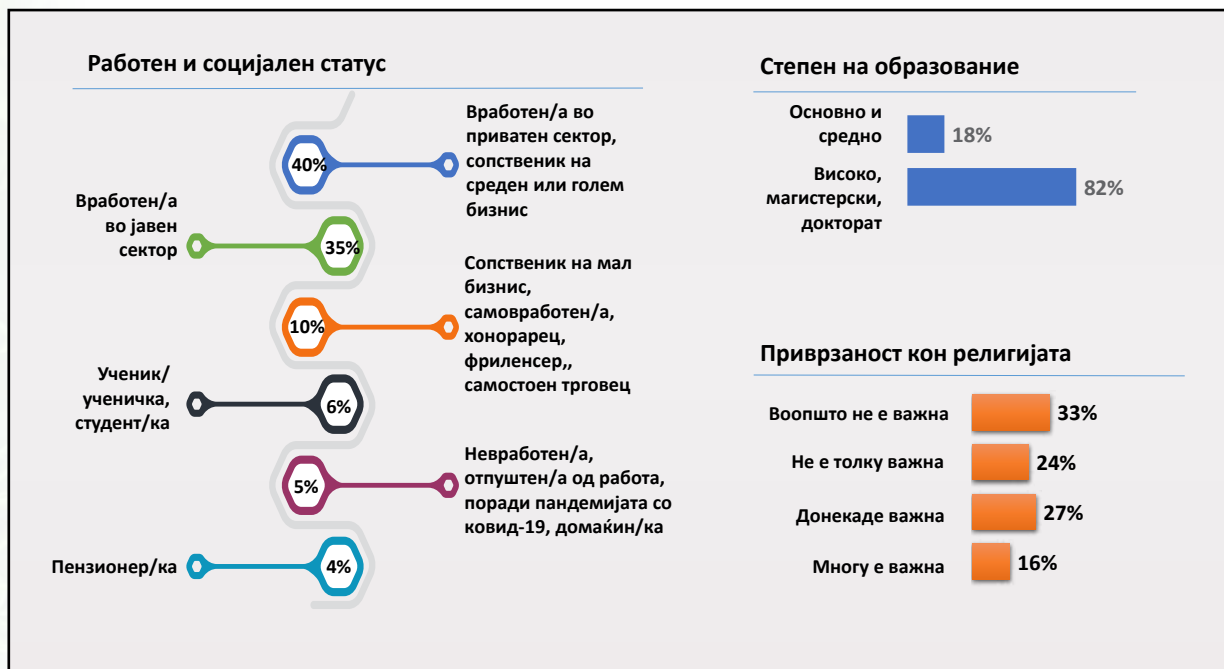 Работен и социјален статус
40%
Вработен/а во
приватен сектор,
сопственик на
среден или голем
бизнис
Вработен/а
во јавен
сектор
35%
10%
Сопственик на мал
бизнис,
самовработен/а,
хонорарец,
фриленсер,,
самостоен трговец
Ученик/
ученичка,
студент/ка
6%
5%
Невработен/а,
отпуштен/а од работа,
поради пандемијата со
ковид-19, домаќин/ка
Пензионер/ка
4%
Степен на образование
Основно и
средно
18%
Високо,
магистерски,
докторат
82%
Приврзаност кон религијата
Воопшто не е важна 33%
Не е толку важна 24%
Донекаде важна 27%
Многу е важна 16%